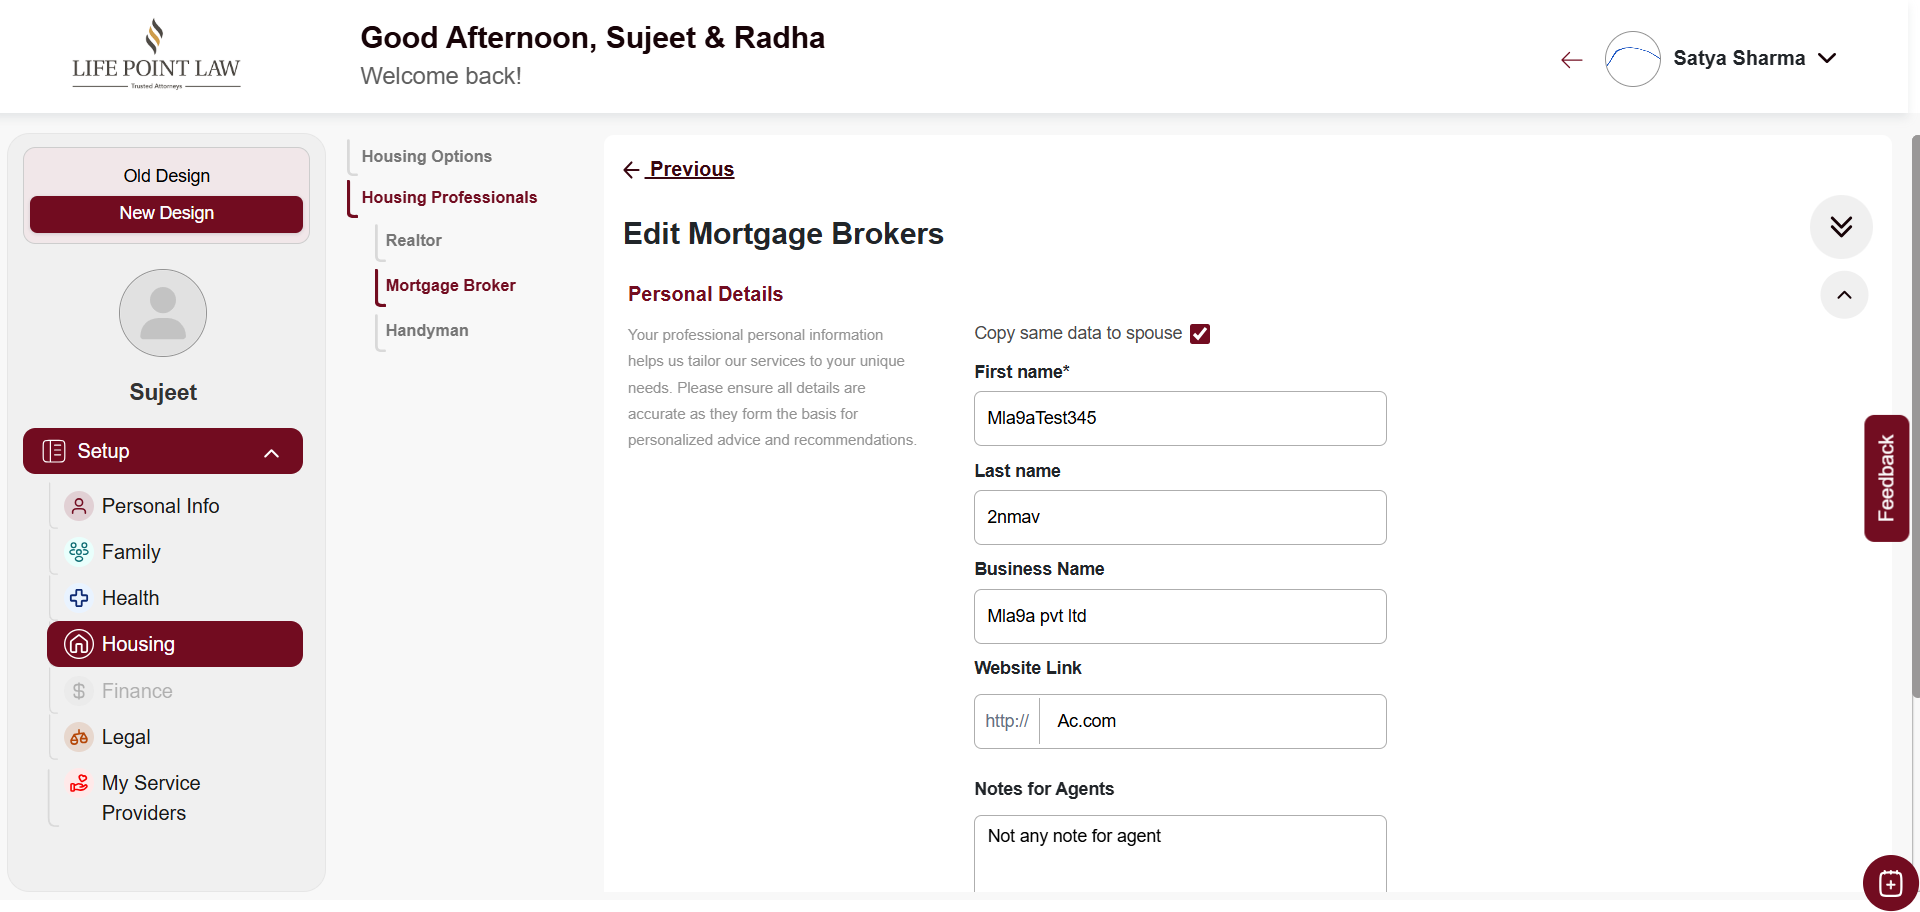 LIFE POINT LAW
Trusted Attorneys
Good Afternoon, Sujeet & Radha
Welcome back!
Satya Sharma
Old Design
New Design
Sujeet
Setup
Personal Info
Family
Health
Housing
Finance
Legal
My Service
Providers
Housing Options
Housing Professionals
Realtor
Mortgage Broker
Handyman
Previous
Edit Mortgage Brokers
Personal Details
Your professional personal information
helps us tailor our services to your unique
needs. Please ensure all details are
accurate as they form the basis for
personalized advice and recommendations.
Copy same data to spouse
First name*
Mla9aTest345
Last name
2nmav
Business Name
Mla9a pvt ltd
Website Link
http:// Ac.com
Notes for Agents
Not any note for agent
Feedback